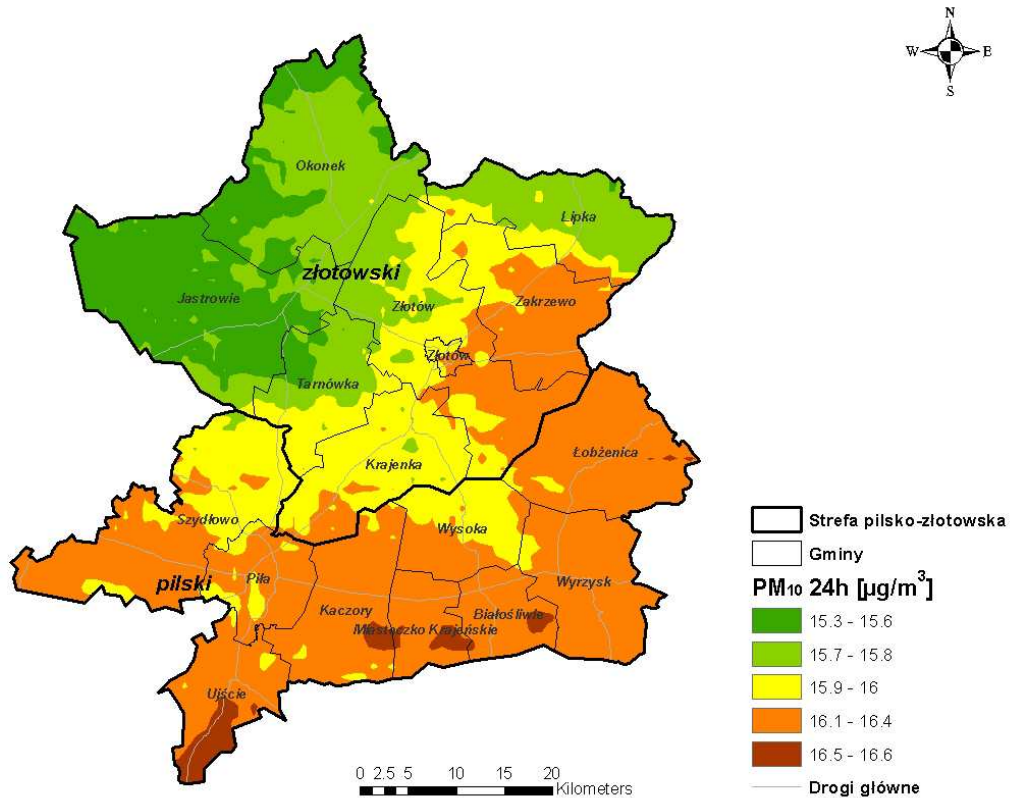 N
W E
S
Okonek
Lipka
złotowski
Jastrowie
Złotów
Zakrzewo
Złotów
Tarnówka
Krajenka
Łobżenica
Szydłowo
Wysoka
pilski
Piła
Wyrzysk
Kaczory
Białośliwie
Miasteczko Krajeńskie
Ujście
Strefa pilsko-złotowska
Gminy
PM10 24h [µg/m³]
15.3 - 15.6
15.7 - 15.8
15.9 - 16
16.1 - 16.4
16.5 - 16.6
Drogi główne
0 2.5 5 10 15 20
Kilometers